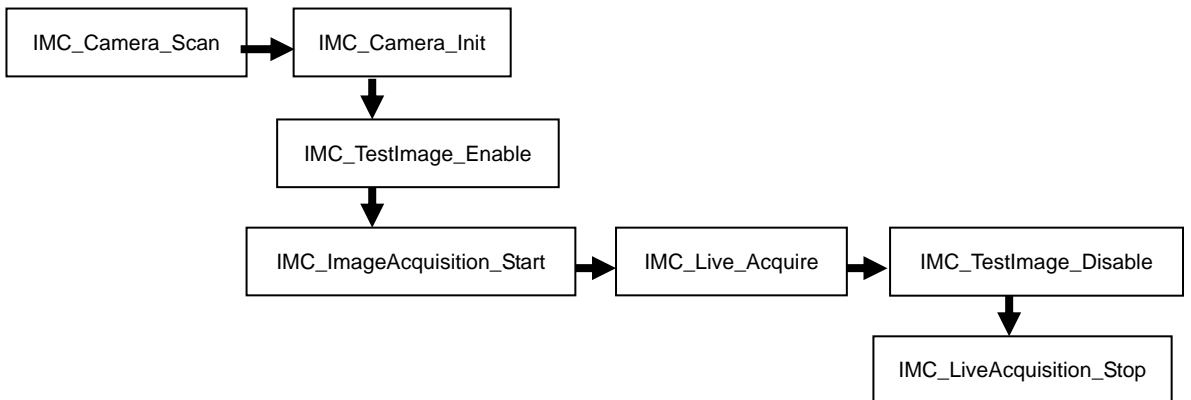 IMC_Camera_Scan
IMC_Camera_Init
IMC_TestImage_Enable
IMC_ImageAcquisition_Start
IMC_Live_Acquire
IMC_TestImage_Disable
IMC_LiveAcquisition_Stop